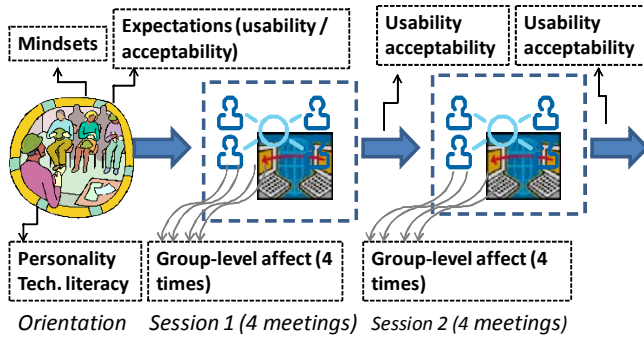 Mindsets
Expectations (usability /
acceptability)
Usability
acceptability
Usability
acceptability
Personality
Tech. literacy
Group-level affect (4
times)
Group-level affect (4
times)
Orientation
Session 1 (4 meetings)
Session 2 (4 meetings)